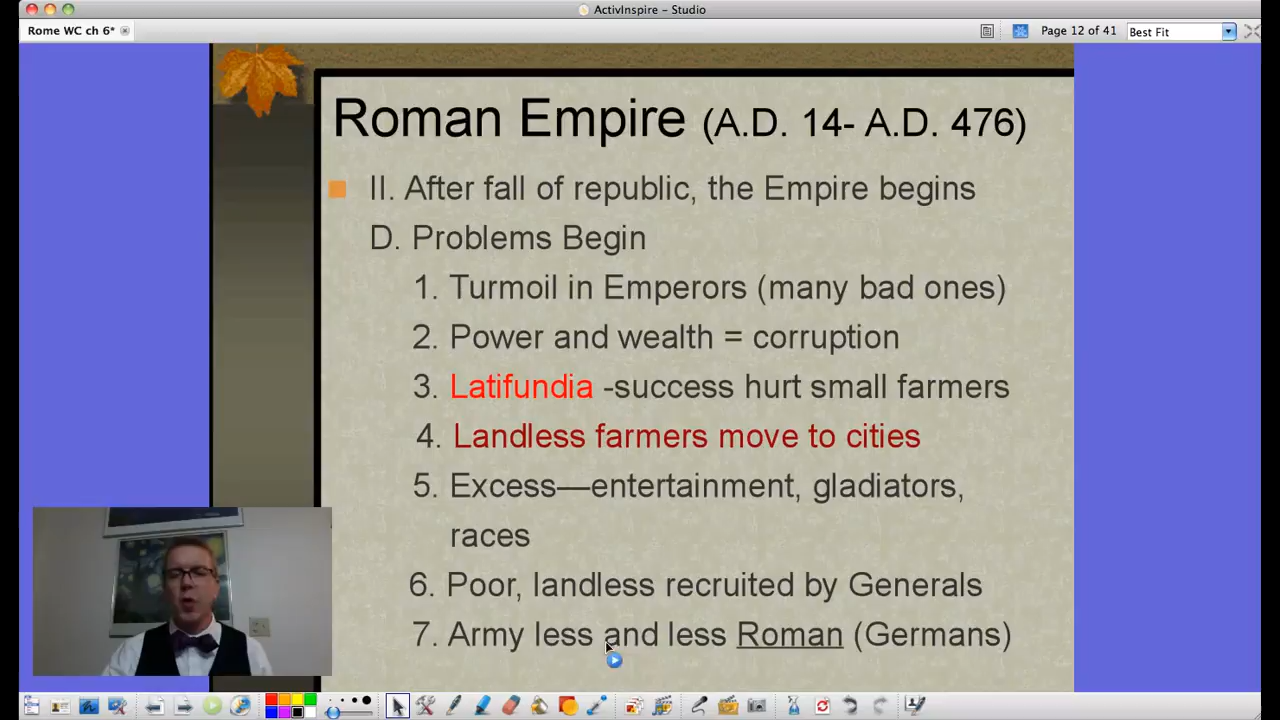 ActivInspire – Studio
Rome WC ch 6*
Page 12 of 41
Best Fit
Roman Empire (A.D. 14- A.D. 476)
II. After fall of republic, the Empire begins
D. Problems Begin
1. Turmoil in Emperors (many bad ones)
2. Power and wealth = corruption
3. Latifundia -success hurt small farmers
4. Landless farmers move to cities
5. Excess—entertainment, gladiators,
races
6. Poor, landless recruited by Generals
7. Army less and less Roman (Germans)